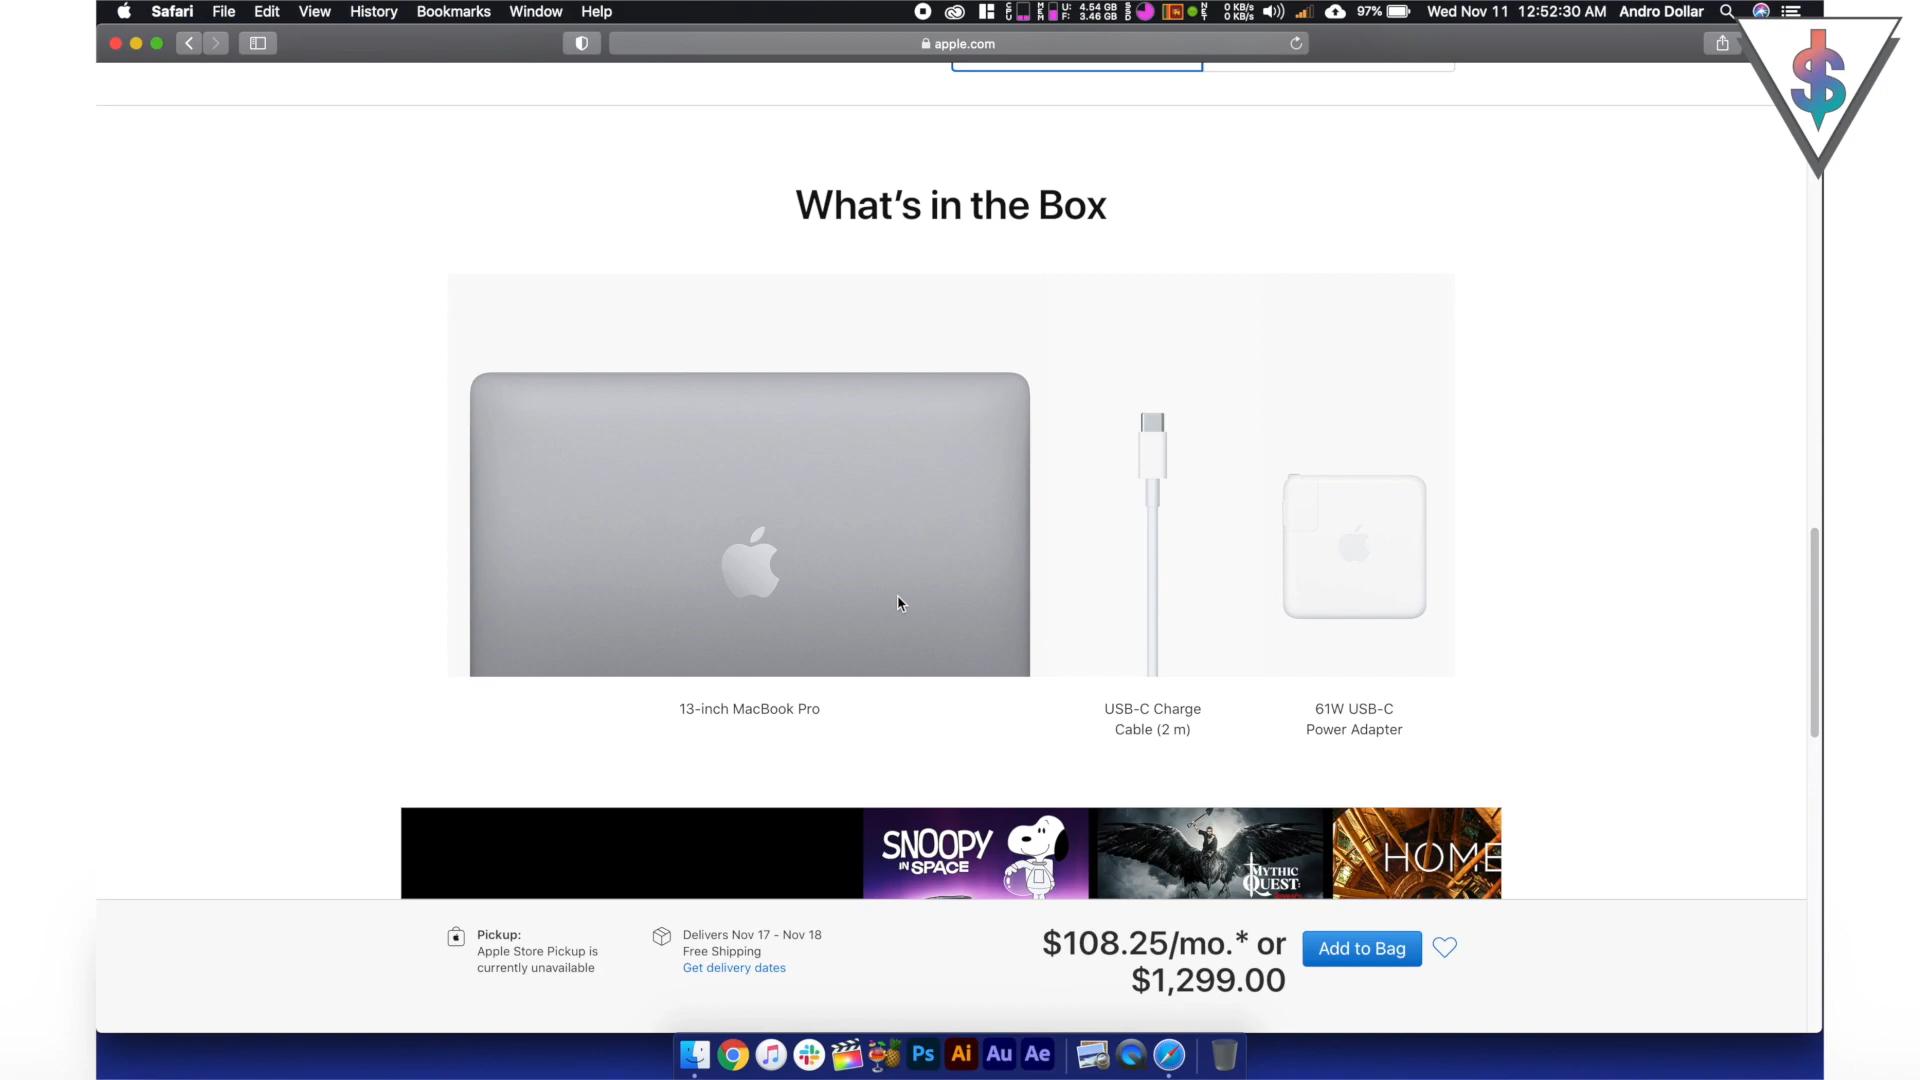 Safari File Edit View History Bookmarks Window Help
U: 4.54 GB
F: 3.46 GB
0 KB/s
0 KB/s
97% Wed Nov 11 12:52:30 AM Andro Dollar
apple.com
$
What's in the Box
13-inch MacBook Pro
USB-C Charge
Cable (2 m)
61W USB-C
Power Adapter
SNOOPY
IN SPACE
MYTHIC
QUEST:
HOME
Pickup:
Apple Store Pickup is
currently unavailable
Delivers Nov 17 - Nov 18
Free Shipping
Get delivery dates
$108.25/mo.* or
$1,299.00
Add to Bag
Ps Ai Au Ae